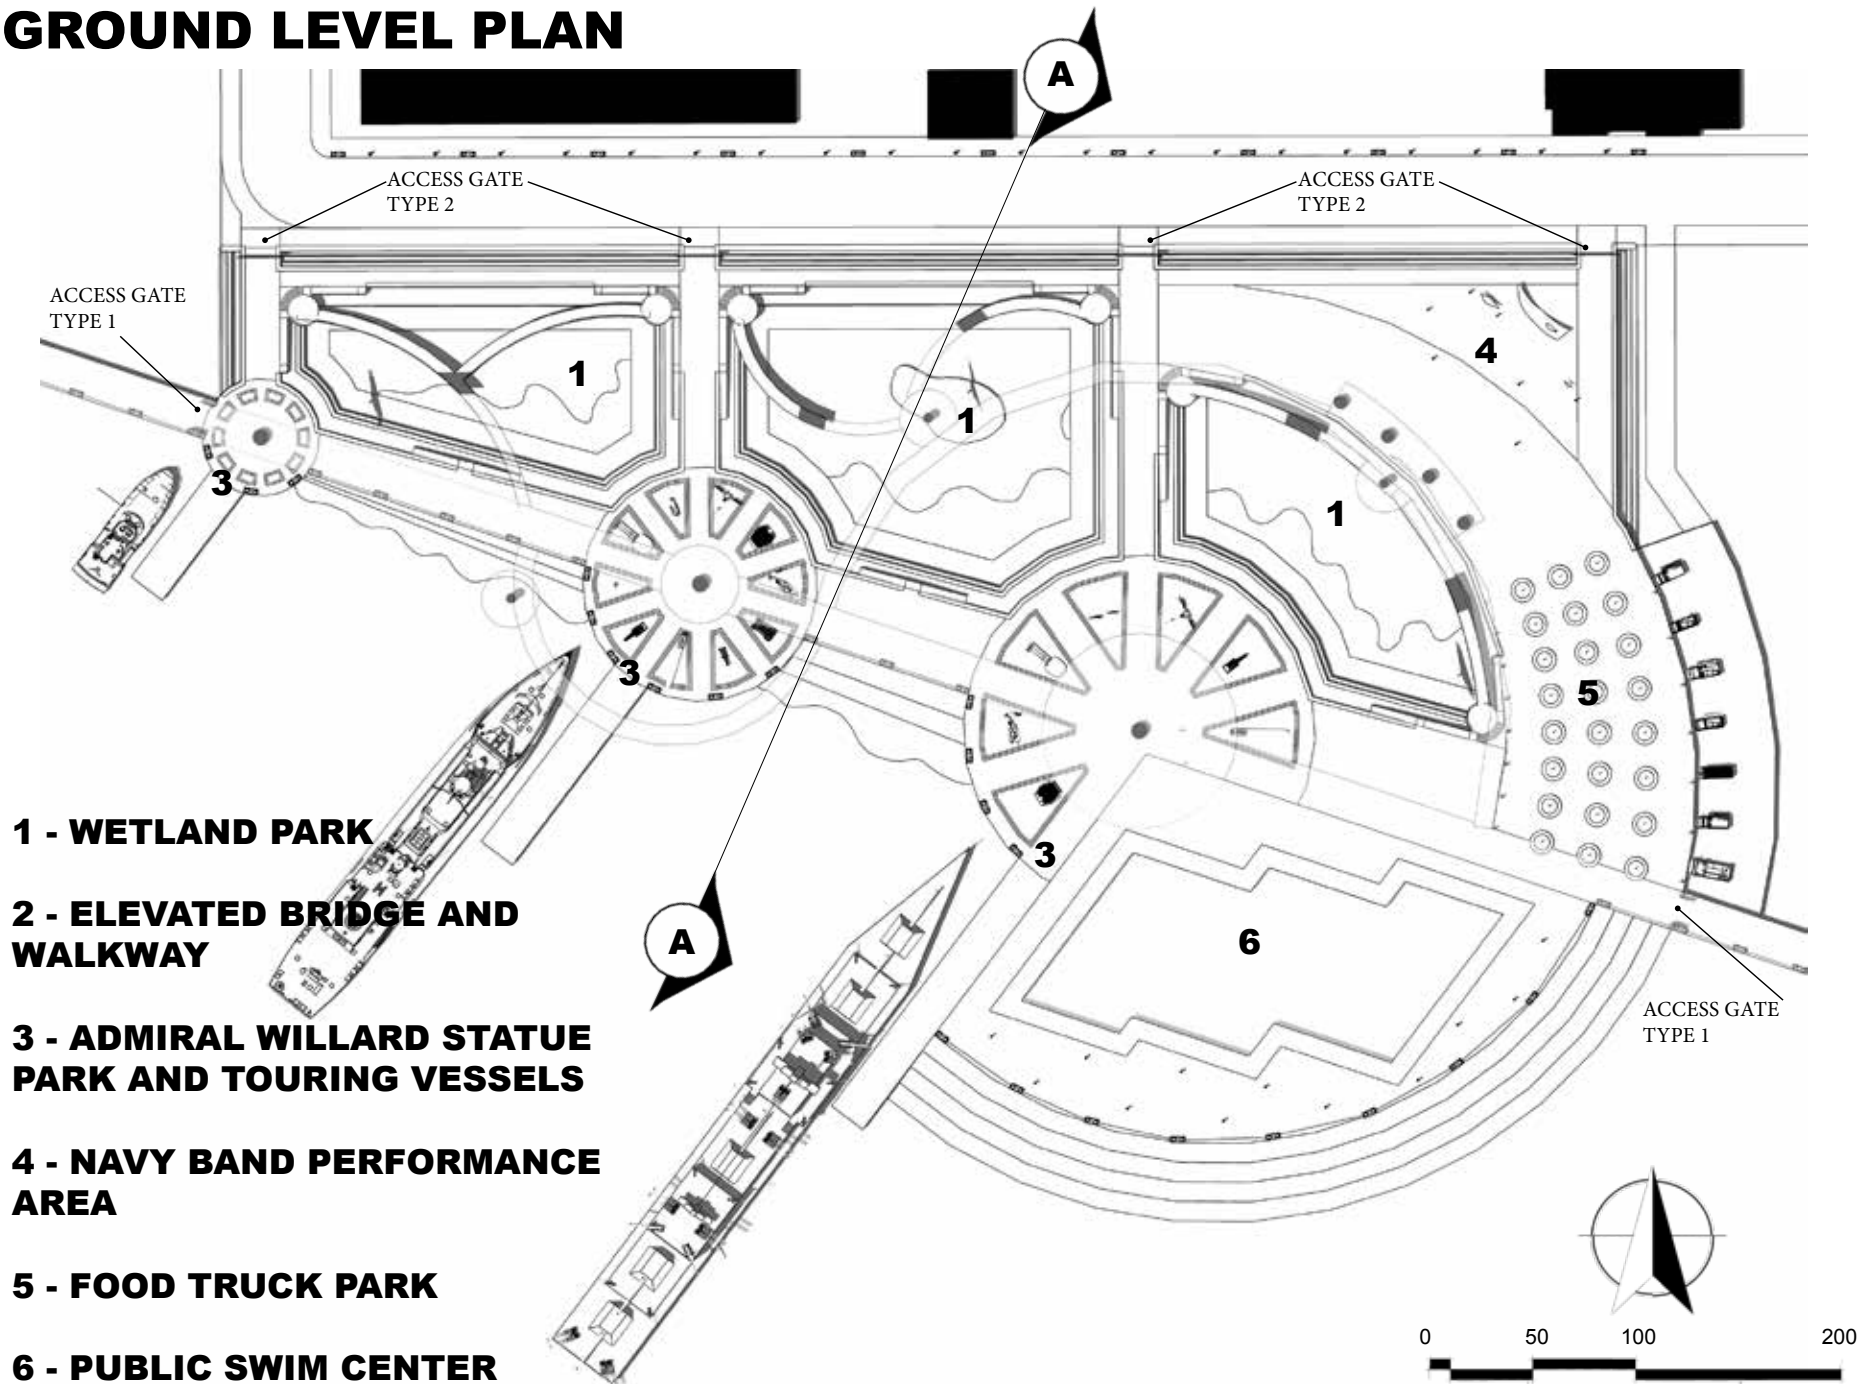 GROUND LEVEL PLAN
A
ACCESS GATE
TYPE 2
ACCESS GATE
TYPE 2
ACCESS GATE
TYPE 1
1
1
4
3
1
3
5
3
1 - WETLAND PARK
2 - ELEVATED BRIDGE AND
WALKWAY
A
6
ACCESS GATE
TYPE 1
3 - ADMIRAL WILLARD STATUE
PARK AND TOURING VESSELS
4 - NAVY BAND PERFORMANCE
AREA
5 - FOOD TRUCK PARK
6 - PUBLIC SWIM CENTER
0 50 100 200